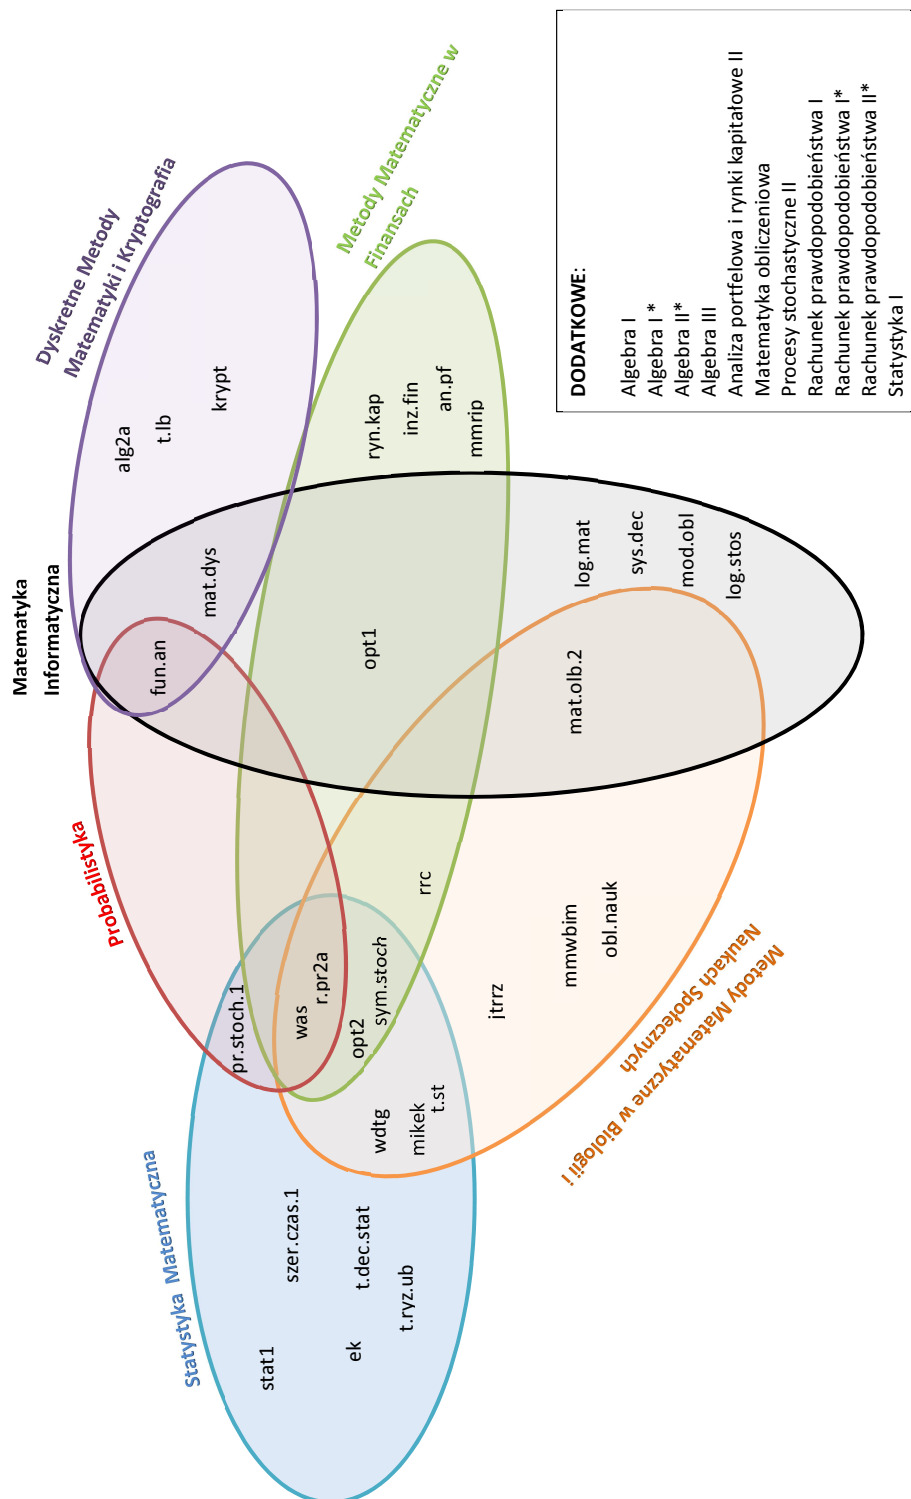 Statystyka Matematyczna
Probabilistyka
Matematyka
Informatyczna
Dyskretne Metody
Matematyki i Kryptografia
Metody Matematyczne w
Finansach
Metody Matematyczne w Biologii i
Naukach Społecznych
stat1
szer.czas.1
ek
t.dec.stat
t.ryz.ub
pr.stoch.1
was
r.pr2a
opt2
sym.stoch
wdtg
mikek
t.st
rrc
jtrrz
mmwbim
obl.nauk
fun.an
mat.dys
alg2a
t.lb
krypt
opt1
ryn.kap
inz.fin
an.pf
mmrip
mat.olb.2
log.mat
sys.dec
mod.obl
log.stos
DODATKOWE:
Algebra I
Algebra I *
Algebra II*
Algebra III
Analiza portfelowa i rynki kapitałowe II
Matematyka obliczeniowa
Procesy stochastyczne II
Rachunek prawdopodobieństwa I
Rachunek prawdopodobieństwa I*
Rachunek prawdopodobieństwa II*
Statystyka I